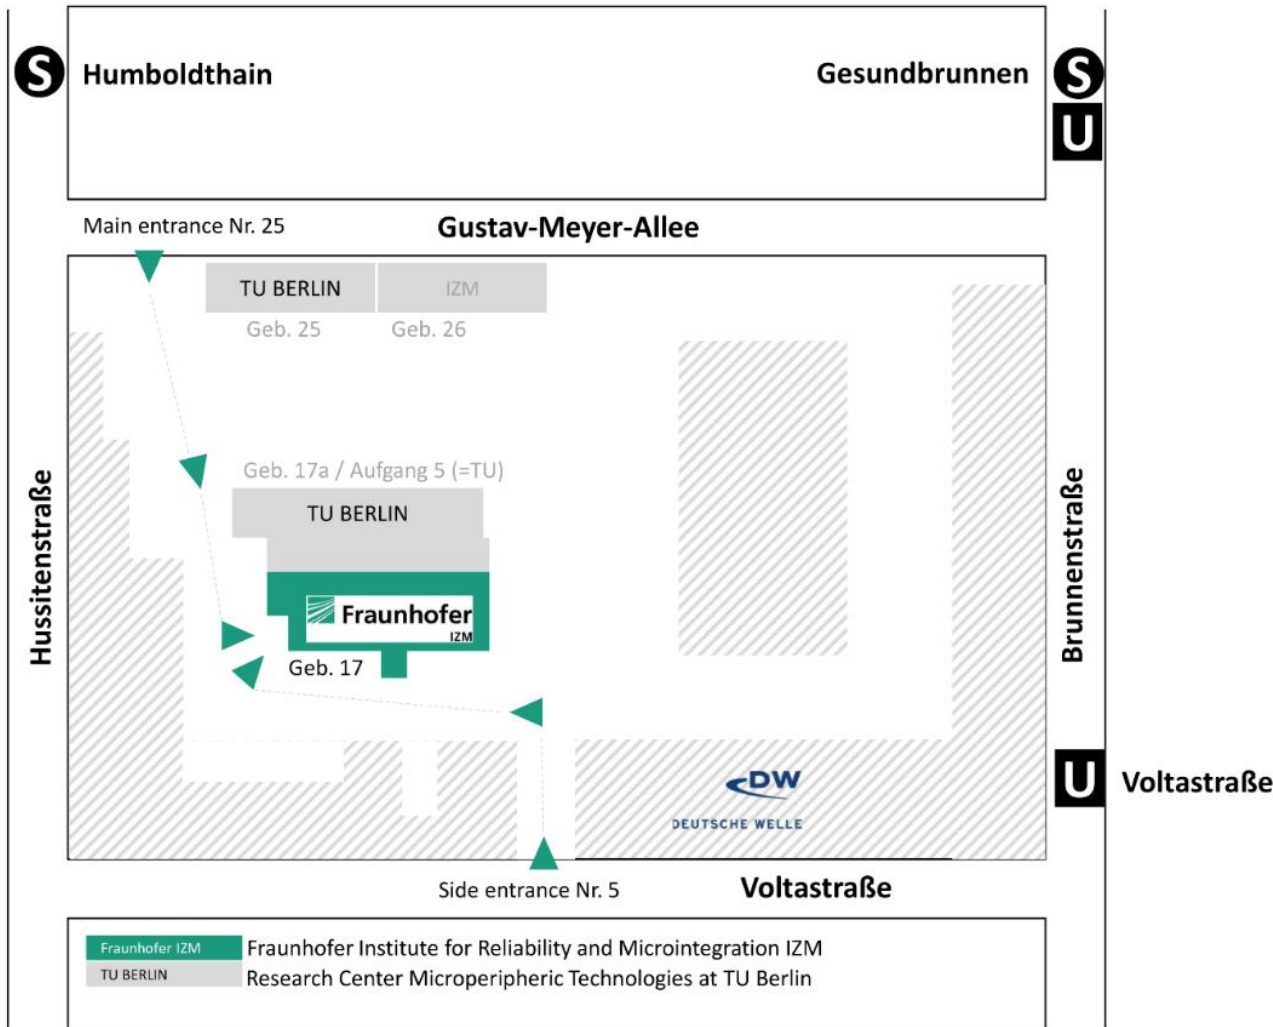 S Humboldthain
Gesundbrunnen S
U
Main entrance Nr. 25
Gustav-Meyer-Allee
TU BERLIN
IZM
Geb. 25
Geb. 26
Hussitenstraße
Geb. 17a / Aufgang 5 (=TU)
TU BERLIN
Fraunhofer
IZM
Geb. 17
Brunnenstraße
DW
DEUTSCHE WELLE
U Voltastraße
Side entrance Nr. 5
Voltastraße
Fraunhofer IZM Fraunhofer Institute for Reliability and Microintegration IZM
TU BERLIN Research Center Microperipheric Technologies at TU Berlin